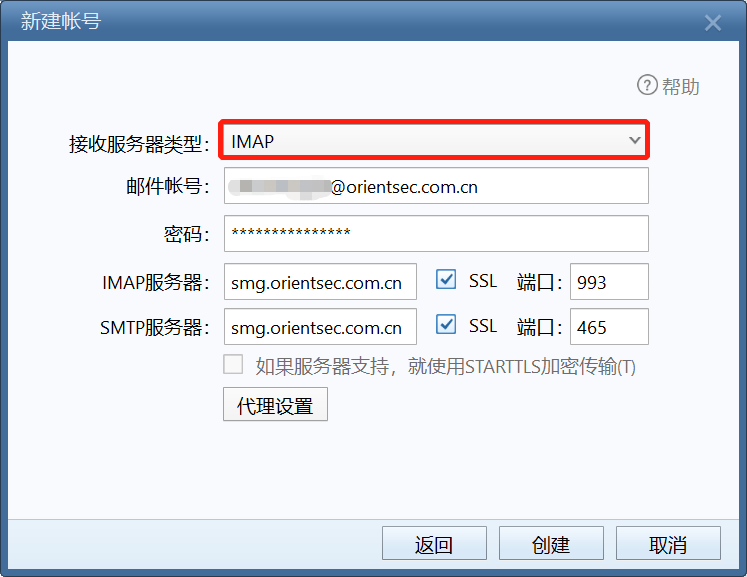 新建帐号
帮助
接收服务器类型： IMAP
邮件帐号： @orientsec.com.cn
密码： ***************
IMAP服务器： smg.orientsec.com.cn SSL 端口： 993
SMTP服务器： smg.orientsec.com.cn SSL 端口： 465
如果服务器支持，就使用STARTTLS加密传输(T)
代理设置
返回 创建 取消